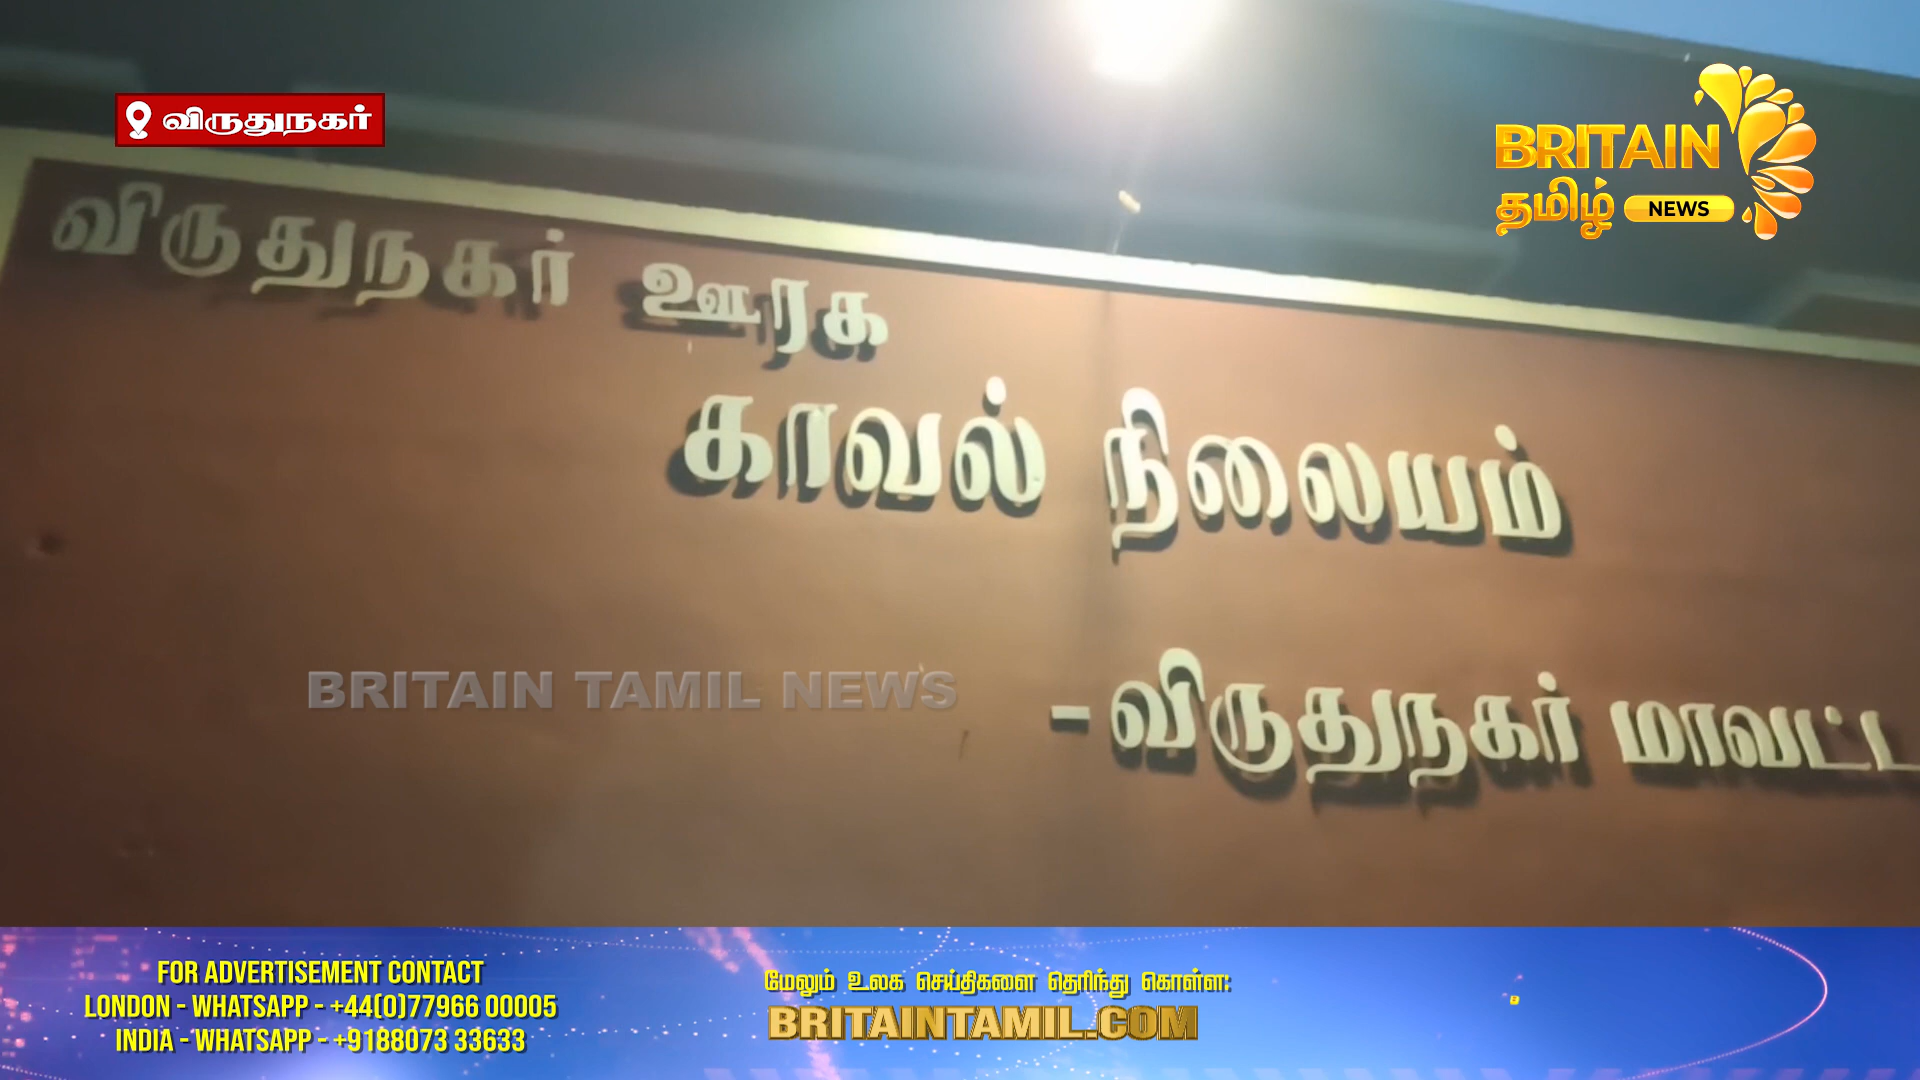 விருதுநகர்
BRITAIN
தமிழ் NEWS
விருதுநகர் ஊரக
காவல் நிலையம்
- விருதுநகர் மாவட்ட
BRITAIN TAMIL NEWS
FOR ADVERTISEMENT CONTACT
LONDON - WHATSAPP - +44(0)77966 00005
INDIA - WHATSAPP - +9188073 33633
மேலும் உலக செய்திகளை தெரிந்து கொள்ள:
BRITAINTAMIL.COM